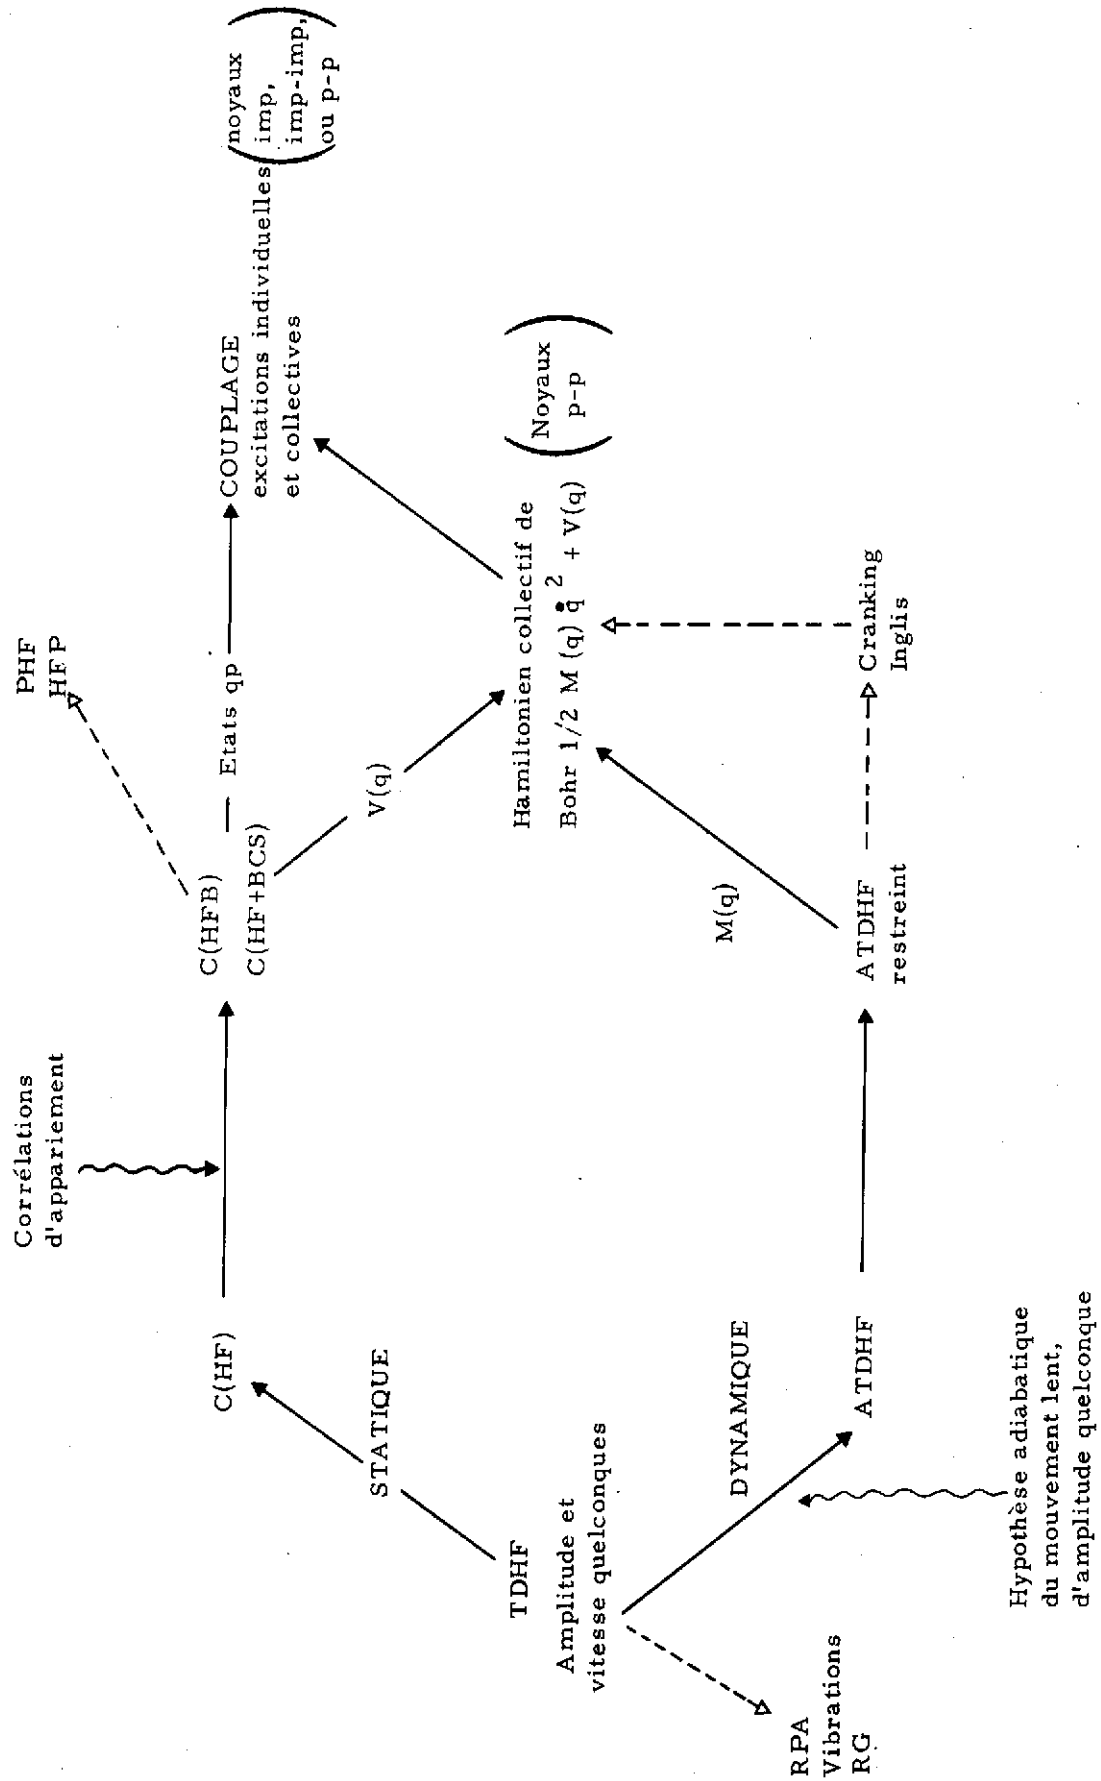 Corrélations
d'appariement
PHF
HFP
C(HF)
C(HFB)
C(HF+BCS)
Etats qp
COUPLAGE
excitations individuelles
et collectives
noyaux
imp,
imp-imp,
ou p-p
STATIQUE
V(q)
TDHF
Amplitude et
vitesse quelconques
Hamiltonien collectif de
Bohr 1/2 M (q) q̇ ² + V(q)
Noyaux
p-p
DYNAMIQUE
M(q)
RPA
Vibrations
RG
ATDHF
ATDHF
restreint
Cranking
Inglis
Hypothèse adiabatique
du mouvement lent,
d'amplitude quelconque